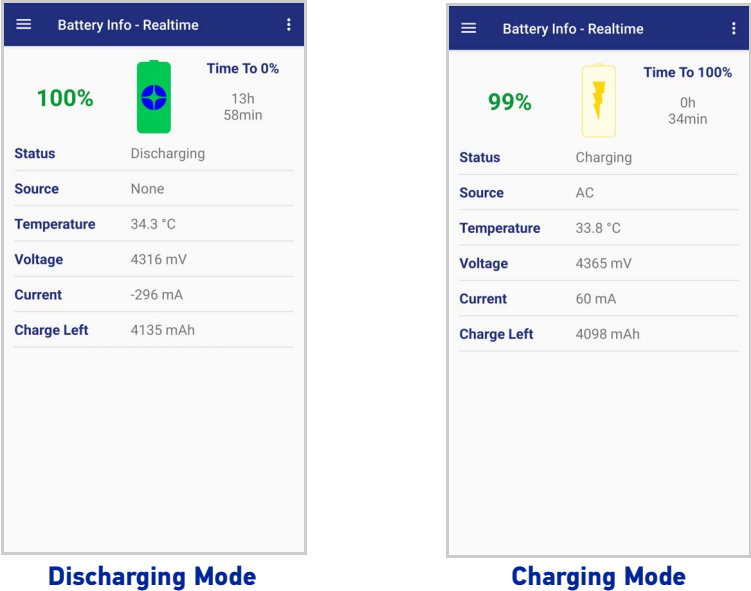 Battery Info - Realtime
100%
Time To 0%
13h
58min
Status Discharging
Source None
Temperature 34.3 °C
Voltage 4316 mV
Current -296 mA
Charge Left 4135 mAh
Discharging Mode
Battery Info - Realtime
99%
Time To 100%
0h
34min
Status Charging
Source AC
Temperature 33.8 °C
Voltage 4365 mV
Current 60 mA
Charge Left 4098 mAh
Charging Mode